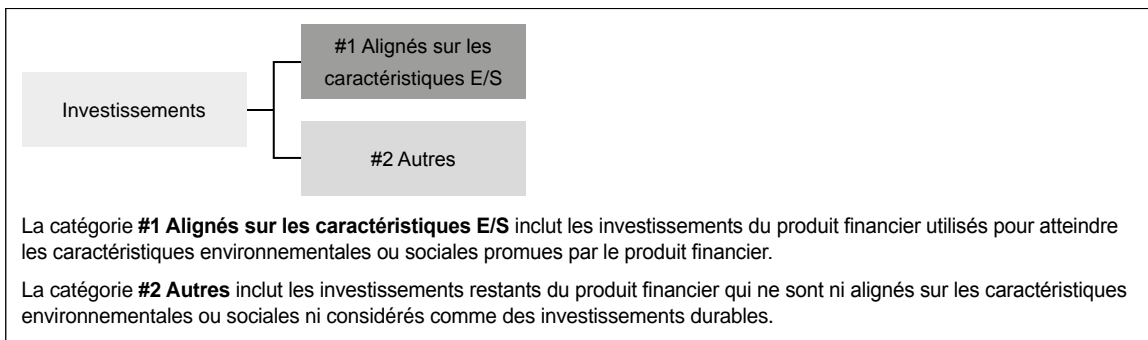 #1 Alignés sur les
caractéristiques E/S
Investissements
#2 Autres
La catégorie #1 Alignés sur les caractéristiques E/S inclut les investissements du produit financier utilisés pour atteindre
les caractéristiques environnementales ou sociales promues par le produit financier.
La catégorie #2 Autres inclut les investissements restants du produit financier qui ne sont ni alignés sur les caractéristiques
environnementales ou sociales ni considérés comme des investissements durables.